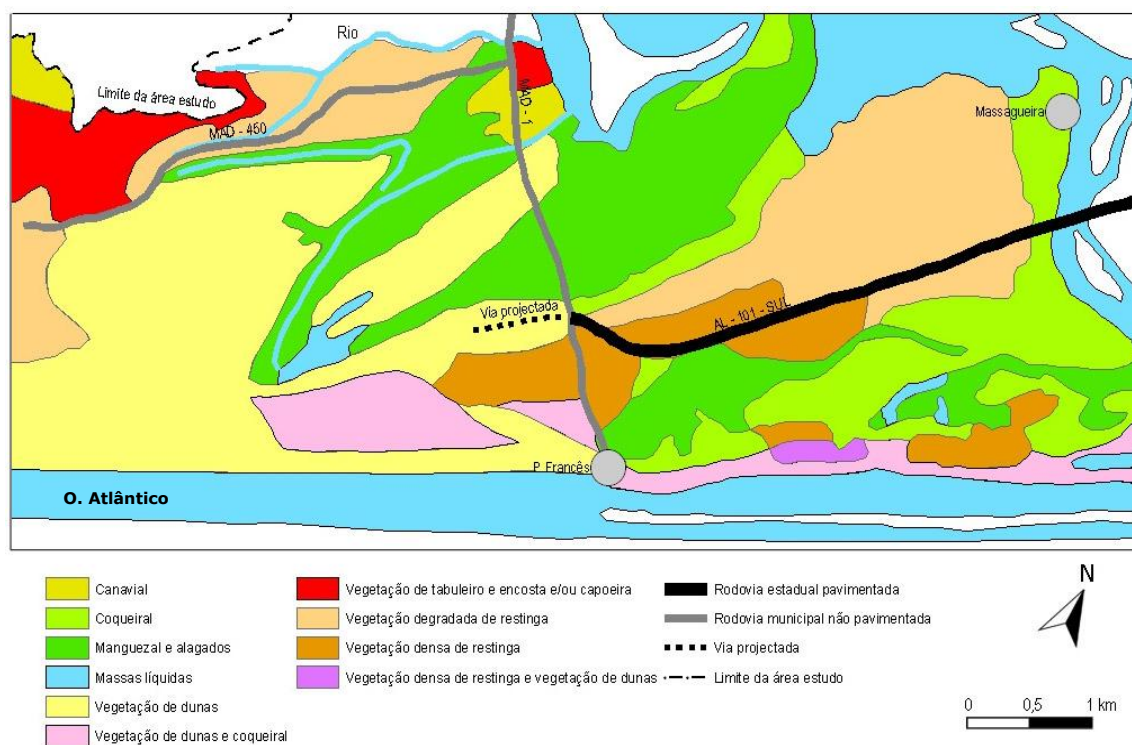 Rio
Limite da área estudo
MAD - 450
MAD - 1
Massagueira
Via projectada
AL - 101 - SUL
P. Francês
O. Atlântico
N
Canavial
Coqueiral
Manguezal e alagados
Massas líquidas
Vegetação de dunas
Vegetação de dunas e coqueiral
Vegetação de tabuleiro e encosta e/ou capoeira
Vegetação degradada de restinga
Vegetação densa de restinga
Vegetação densa de restinga e vegetação de dunas
Rodovia estadual pavimentada
Rodovia municipal não pavimentada
Via projectada
Limite da área estudo
0 0,5 1 km